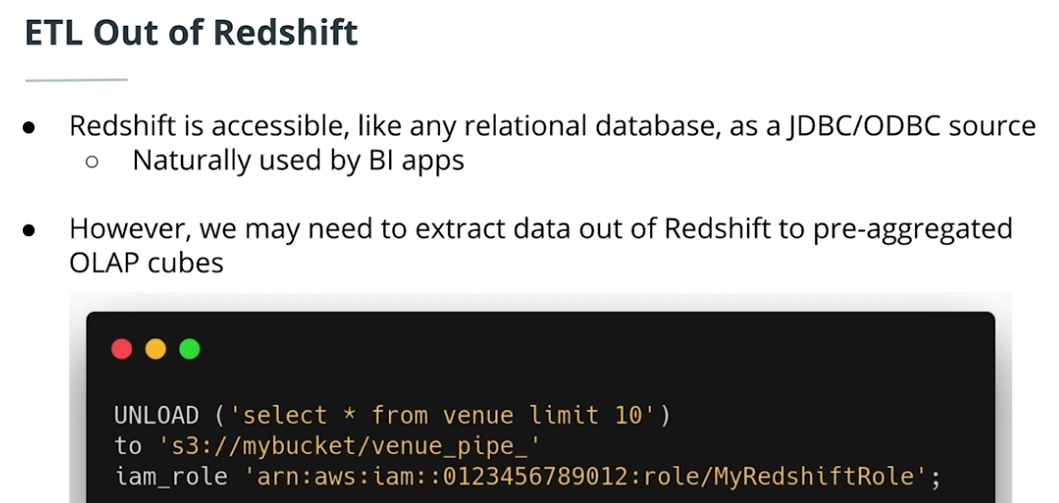 ETL Out of Redshift
● Redshift is accessible, like any relational database, as a JDBC/ODBC source
○ Naturally used by BI apps
● However, we may need to extract data out of Redshift to pre-aggregated
OLAP cubes
UNLOAD ('select * from venue limit 10')
to 's3://mybucket/venue_pipe_'
iam_role 'arn:aws:iam::0123456789012:role/MyRedshiftRole';